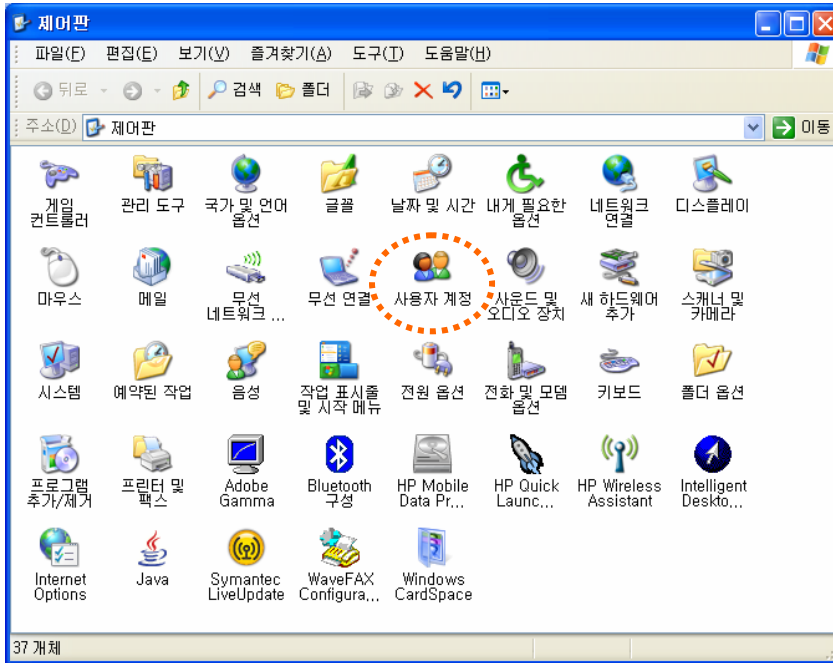 제어판
파일(F) 편집(E) 보기(V) 즐겨찾기(A) 도구(T) 도움말(H)
뒤로 검색 폴더
주소(D) 제어판 이동
게임
컨트롤러
관리 도구
국가 및 언어
옵션
글꼴
날짜 및 시간
내게 필요한
옵션
네트워크
연결
디스플레이
마우스
메일
무선
네트워크 ...
무선 연결
사용자 계정
사운드 및
오디오 장치
새 하드웨어
추가
스캐너 및
카메라
시스템
예약된 작업
음성
작업 표시줄
및 시작 메뉴
전원 옵션
전화 및 모뎀
옵션
키보드
폴더 옵션
프로그램
추가/제거
프린터 및
팩스
Adobe
Gamma
Bluetooth
구성
HP Mobile
Data Pr...
HP Quick
Launc...
HP Wireless
Assistant
Intelligent
Deskto...
Internet
Options
Java
Symantec
LiveUpdate
WaveFAX
Configura...
Windows
CardSpace
37 개체